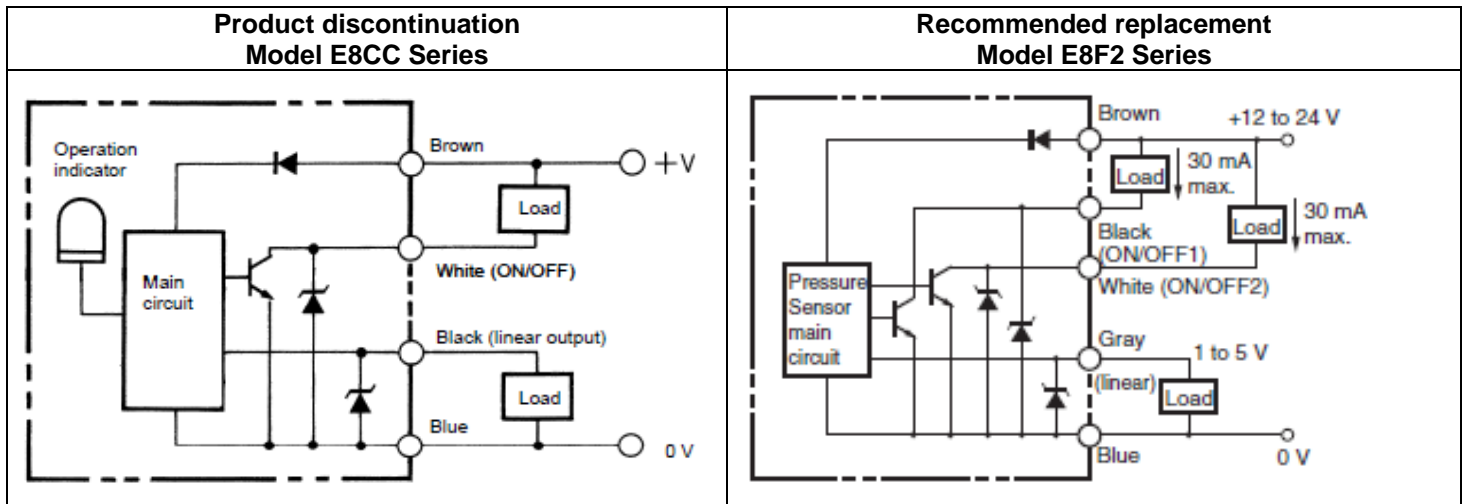 Product discontinuation
Model E8CC Series
Recommended replacement
Model E8F2 Series
Operation
indicator
Main
circuit
Brown
+V
Load
White (ON/OFF)
Black (linear output)
Load
Blue
0 V
Pressure
Sensor
main
circuit
Brown
+12 to 24 V
Load
30 mA
max.
Load
30 mA
max.
Black
(ON/OFF1)
White (ON/OFF2)
Gray
(linear)
1 to 5 V
Load
Blue
0 V